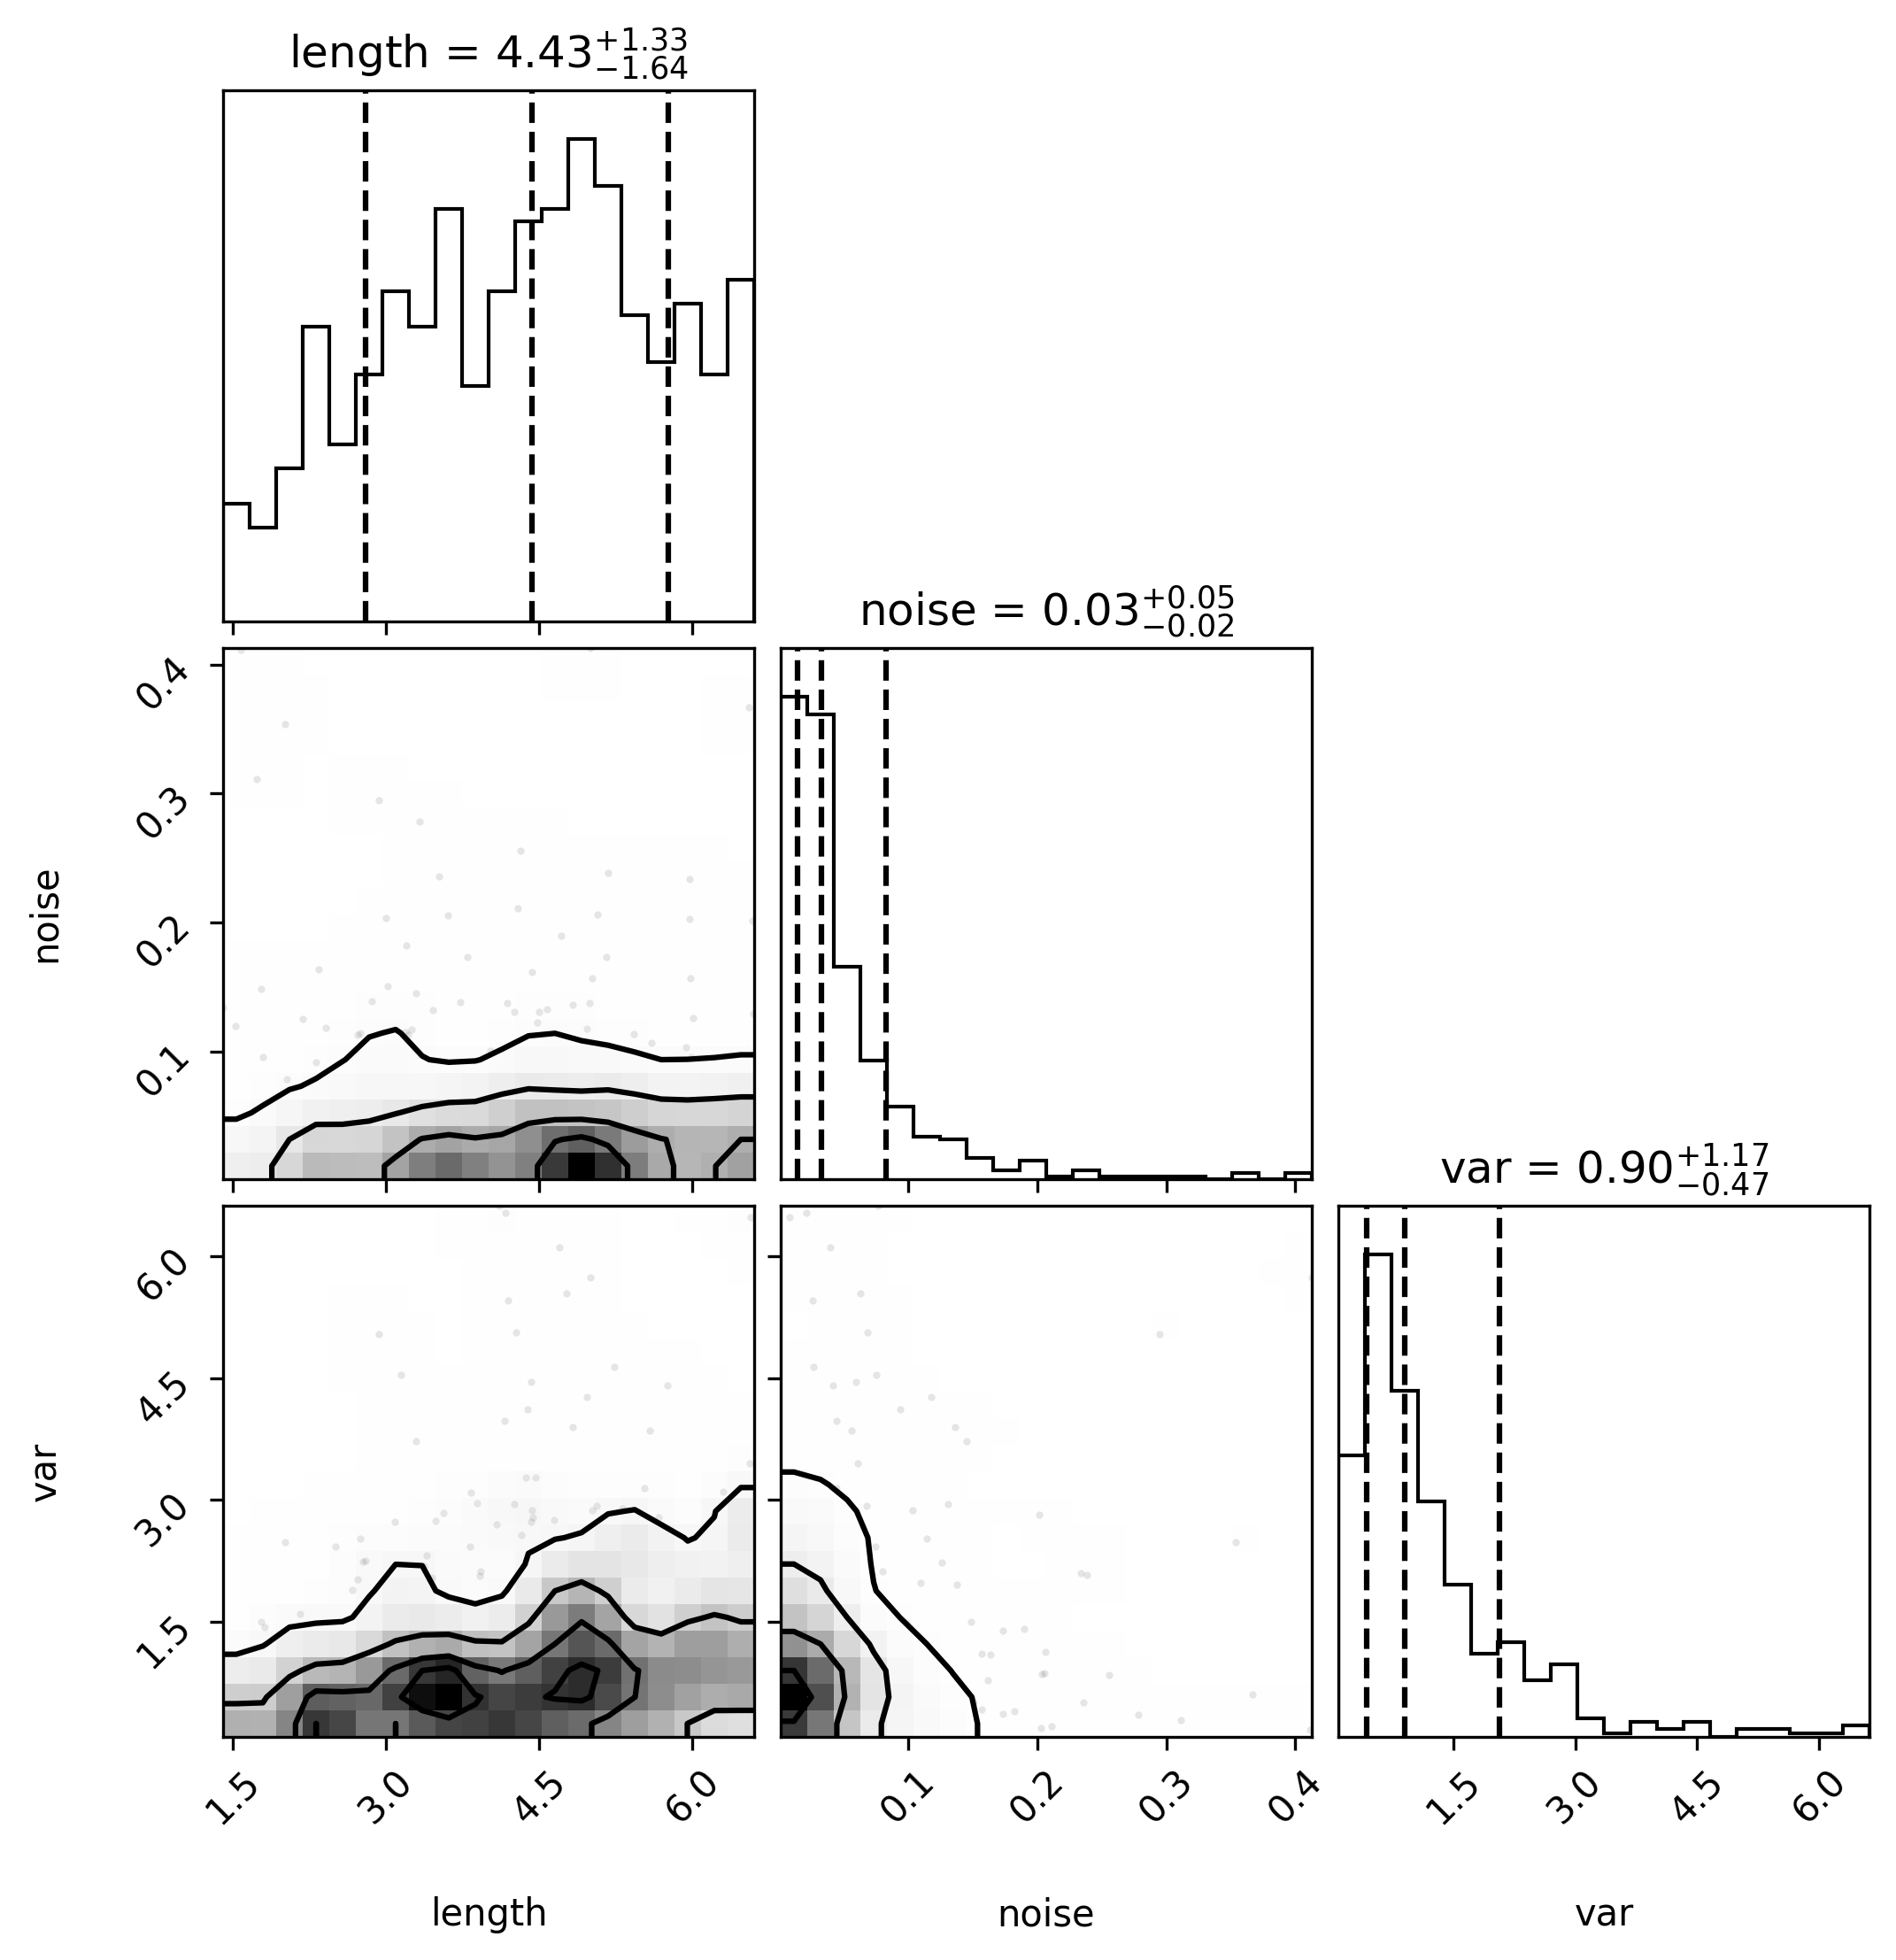 length = 4.43 +1.33 −1.64
noise = 0.03 +0.05 −0.02
0.4
0.3
0.2
0.1
noise
var = 0.90 +1.17 −0.47
6.0
4.5
3.0
1.5
var
1.5 3.0 4.5 6.0 0.1 0.2 0.3 0.4 1.5 3.0 4.5 6.0
length noise var